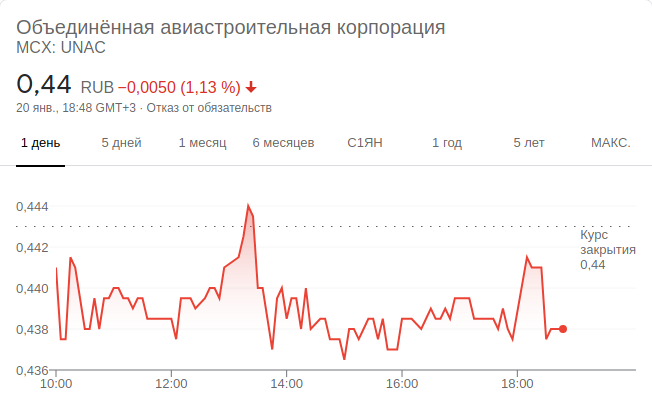 Объединённая авиастроительная корпорация
MCX: UNAC
0,44 RUB −0,0050 (1,13 %)
20 янв., 18:48 GMT+3 · Отказ от обязательств
1 день 5 дней 1 месяц 6 месяцев С1ЯН 1 год 5 лет МАКС.
0,444
Курс
0,442 закрытия
0,44
0,440
0,438
0,436
10:00 12:00 14:00 16:00 18:00